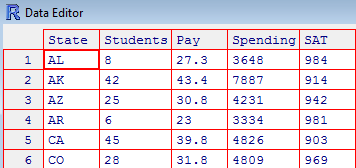 Data Editor
State Students Pay Spending SAT
1 AL 8 27.3 3648 984
2 AK 42 43.4 7887 914
3 AZ 25 30.8 4231 942
4 AR 6 23 3334 981
5 CA 45 39.8 4826 903
6 CO 28 31.8 4809 969